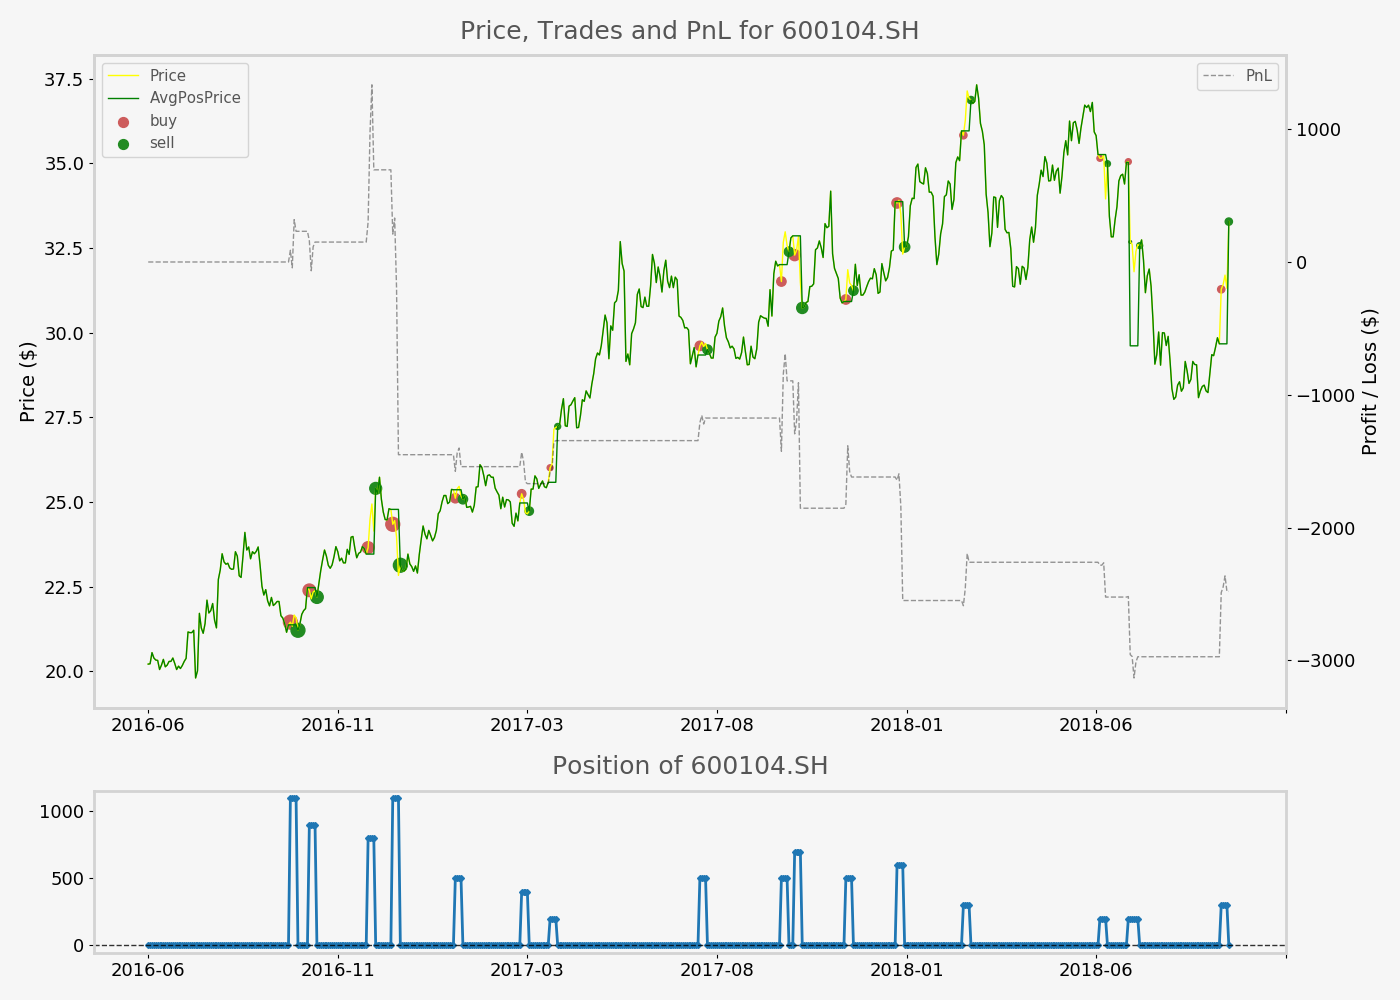 Price, Trades and PnL for 600104.SH
Price
AvgPosPrice
buy
sell
PnL
37.5
35.0
32.5
30.0
27.5
25.0
22.5
20.0
Price ($)
1000
0
−1000
−2000
−3000
Profit / Loss ($)
2016-06 2016-11 2017-03 2017-08 2018-01 2018-06
Position of 600104.SH
1000
500
0
2016-06 2016-11 2017-03 2017-08 2018-01 2018-06